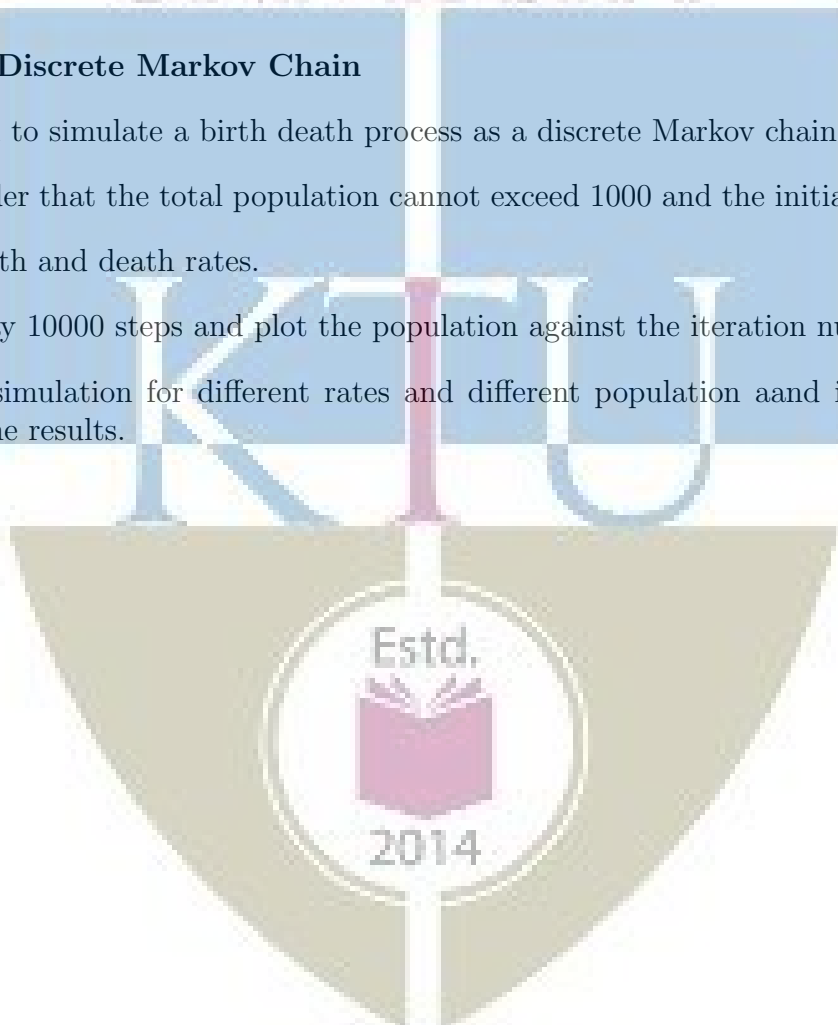 Discrete Markov Chain
to simulate a birth death process as a discrete Markov chain
er that the total population cannot exceed 1000 and the initia
th and death rates.
y 10000 steps and plot the population against the iteration nu
simulation for different rates and different population aand i
e results.
KTU
Estd.
2014